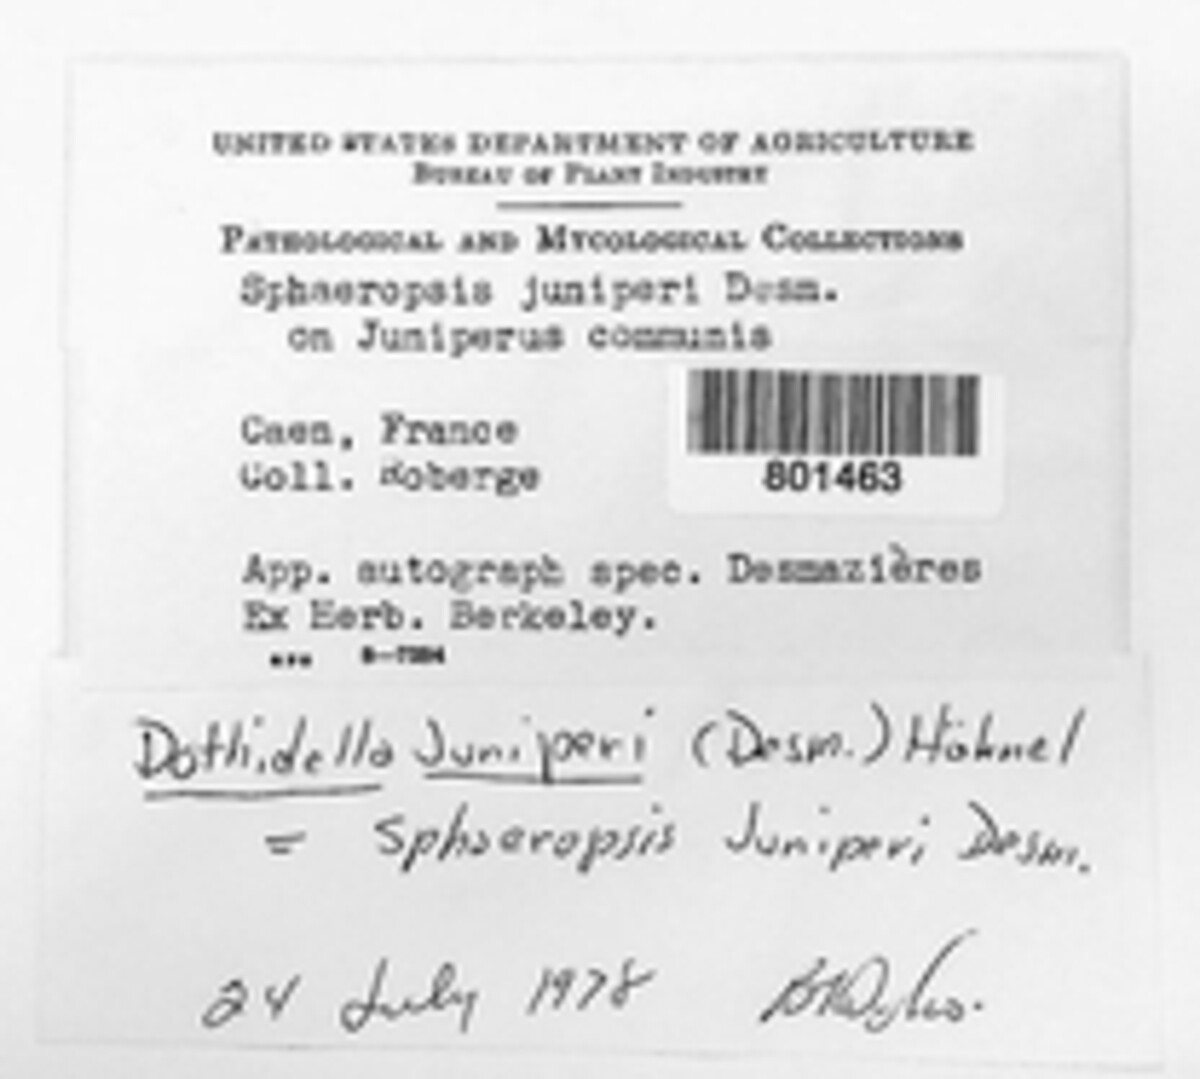 UNITED STATES DEPARTMENT OF AGRICULTURE
BUREAU OF PLANT INDUSTRY
PATHOLOGICAL AND MYCOLOGICAL COLLECTIONS
Sphaeropsis juniperi Desm.
on Juniperus communis
Caen, France
Coll. Roberge
801463
App. autograph spec. Desmazières
Ex Herb. Berkeley.
Dothidella Juniperi (Desm.) Höhnel
= Sphaeropsis Juniperi Desm.
24 July 1978